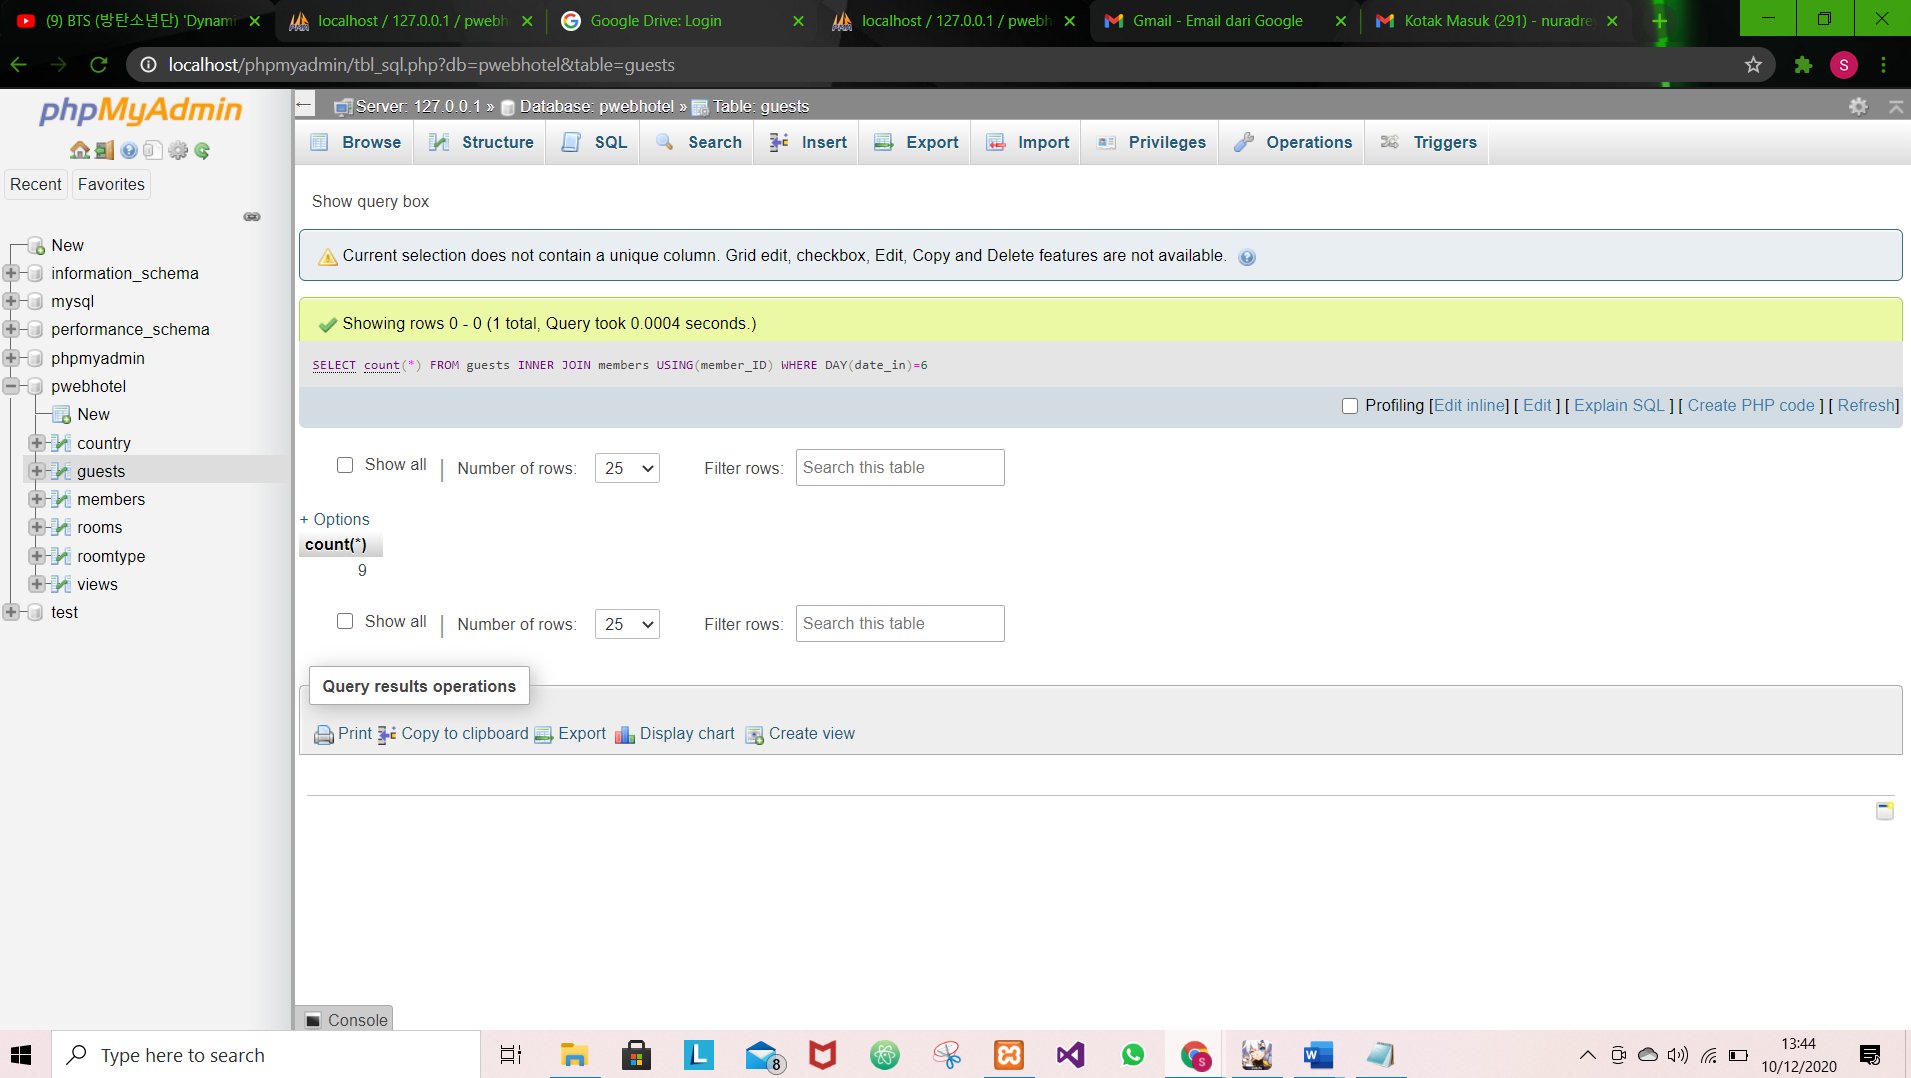 (9) BTS (방탄소년단) 'Dynami
localhost / 127.0.0.1 / pwebh
Google Drive: Login
localhost / 127.0.0.1 / pwebh
Gmail - Email dari Google
Kotak Masuk (291) - nuradre
localhost/phpmyadmin/tbl_sql.php?db=pwebhotel&table=guests
S
phpMyAdmin
Server: 127.0.0.1 » Database: pwebhotel » Table: guests
Browse
Structure
SQL
Search
Insert
Export
Import
Privileges
Operations
Triggers
Recent
Favorites
New
information_schema
mysql
performance_schema
phpmyadmin
pwebhotel
New
country
guests
members
rooms
roomtype
views
test
Show query box
Current selection does not contain a unique column. Grid edit, checkbox, Edit, Copy and Delete features are not available.
Showing rows 0 - 0 (1 total, Query took 0.0004 seconds.)
SELECT count(*) FROM guests INNER JOIN members USING(member_ID) WHERE DAY(date_in)=6
Profiling [Edit inline] [ Edit ] [ Explain SQL ] [ Create PHP code ] [ Refresh]
Show all | Number of rows: 25 Filter rows: Search this table
+ Options
count(*)
9
Show all | Number of rows: 25 Filter rows: Search this table
Query results operations
Print Copy to clipboard Export Display chart Create view
Console
Type here to search
8
S
13:44
10/12/2020